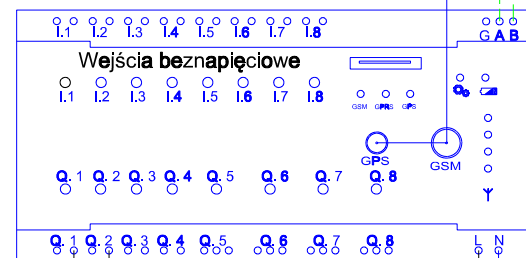 I.1 I.2 I.3 I.4 I.5 I.6 I.7 I.8 G A B
Wejścia beznapięciowe
I.1 I.2 I.3 I.4 I.5 I.6 I.7 I.8
GSM GPRS GPS
GPS GSM
Q. 1 Q. 2 Q. 3 Q. 4 Q. 5 Q. 6 Q. 7 Q. 8
Q. 1 Q. 2 Q. 3 Q. 4 Q. 5 Q. 6 Q. 7 Q. 8 L N